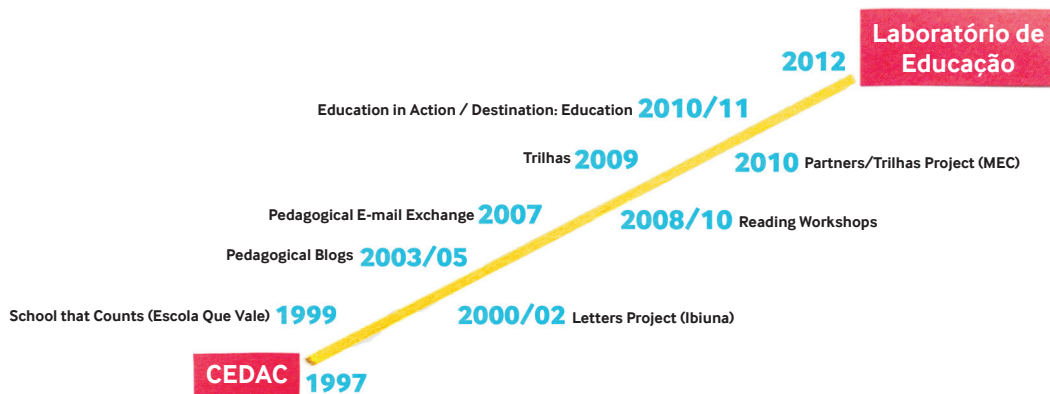 Laboratório de
Educação
2012
Education in Action / Destination: Education 2010/11
Trilhas 2009
2010 Partners/Trilhas Project (MEC)
Pedagogical E-mail Exchange 2007
2008/10 Reading Workshops
Pedagogical Blogs 2003/05
School that Counts (Escola Que Vale) 1999
2000/02 Letters Project (Ibiuna)
CEDAC
1997